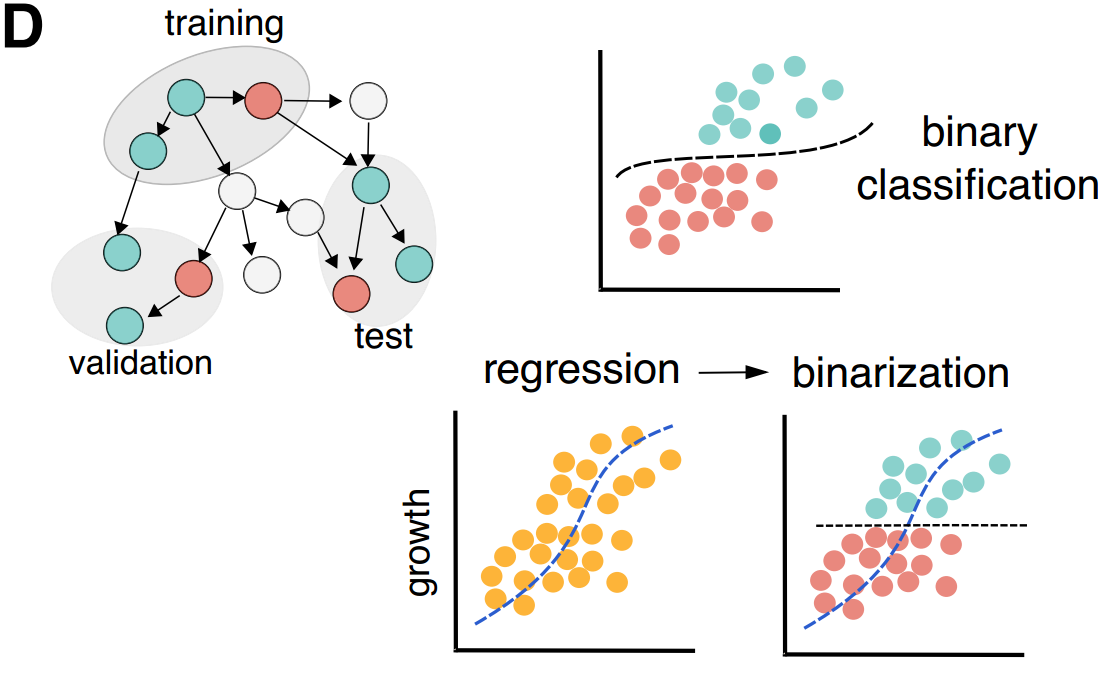 D
training
validation
test
binary
classification
regression
binarization
growth